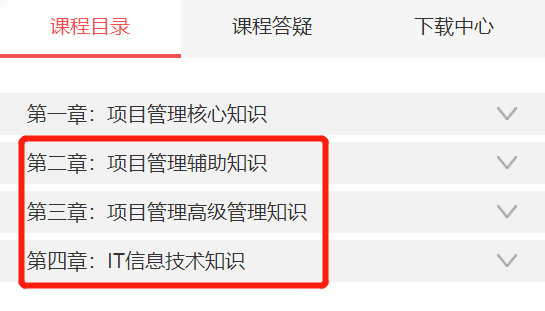 课程目录 课程答疑 下载中心
第一章：项目管理核心知识
第二章：项目管理辅助知识
第三章：项目管理高级管理知识
第四章：IT信息技术知识